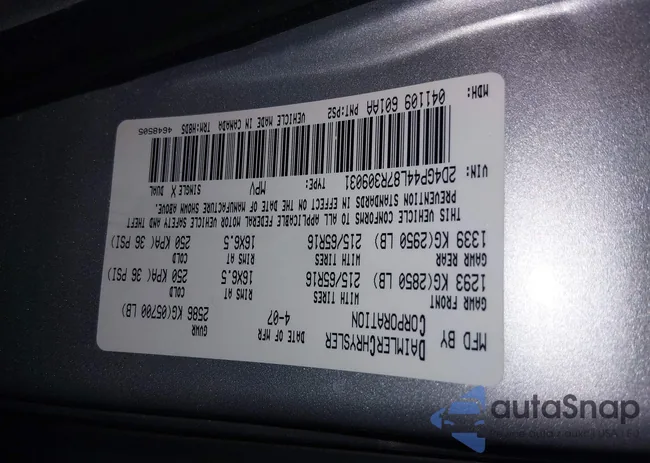 MFD BY
DAIMLERCHRYSLER
CORPORATION
DATE OF MFR
4-07
GVWR
2586 KG(05700 LB)
GAWR FRONT
1293 KG(2850 LB)
WITH TIRES
215/65R16
RIMS AT
16X6.5
COLD
250 KPA( 36 PSI)
GAWR REAR
1339 KG(2950 LB)
WITH TIRES
215/65R16
RIMS AT
16X6.5
COLD
250 KPA( 36 PSI)
THIS VEHICLE CONFORMS TO ALL APPLICABLE FEDERAL MOTOR VEHICLE SAFETY AND THEFT
PREVENTION STANDARDS IN EFFECT ON THE DATE OF MANUFACTURE SHOWN ABOVE.
VIN: 2D4GP44L87R309031 TYPE: MPV SINGLE X DUAL
MDH: 041109 601AA PNT:PS2 VEHICLE MADE IN CANADA TRM:HBDS 4648505
autaSnap